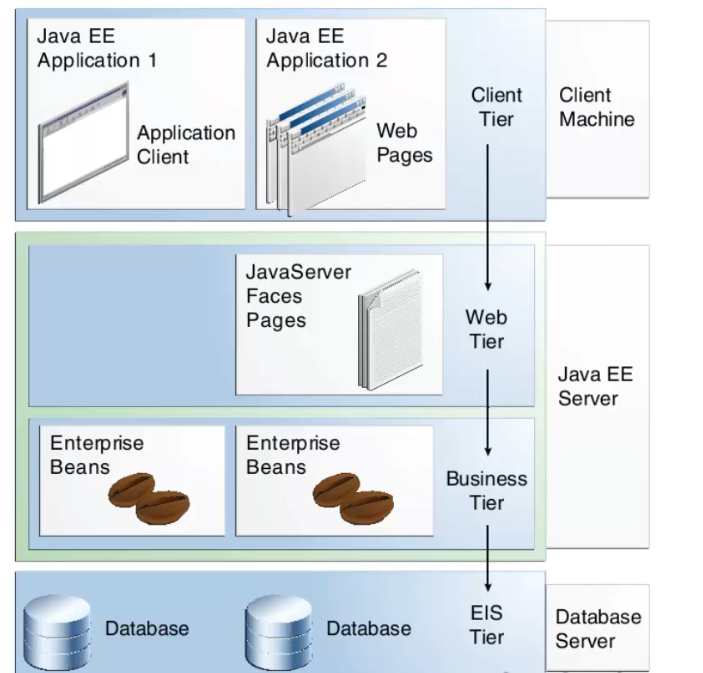 Java EE
Application 1
Java EE
Application 2
Application
Client
Web
Pages
Client
Tier
Client
Machine
JavaServer
Faces
Pages
Web
Tier
Java EE
Server
Enterprise
Beans
Enterprise
Beans
Business
Tier
Database
Database
EIS
Tier
Database
Server